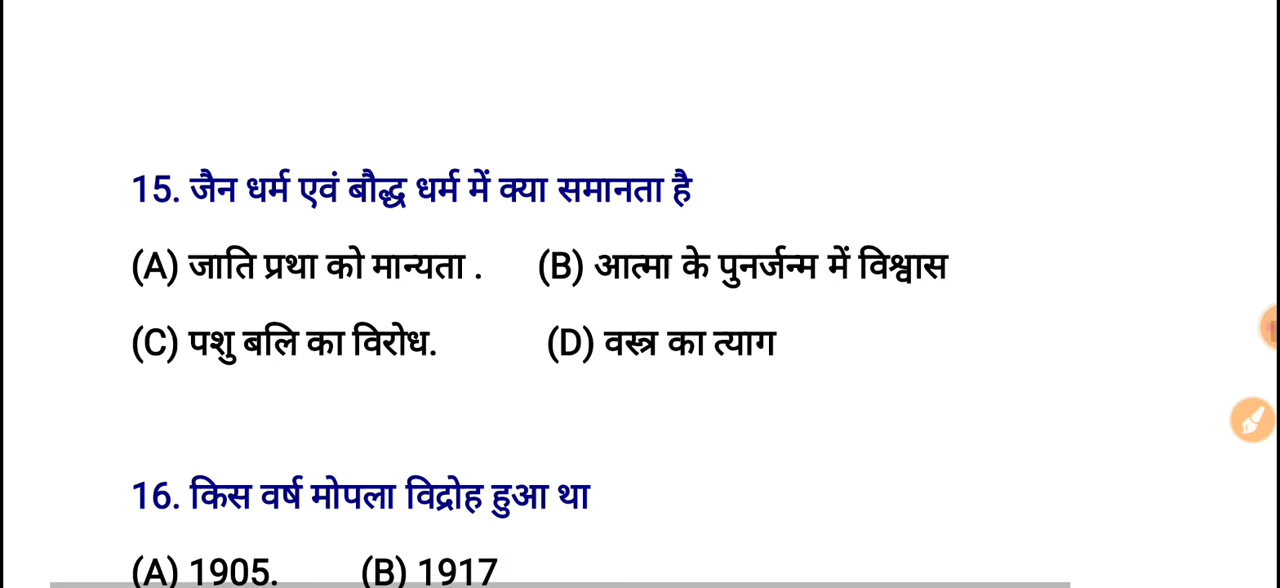 15. जैन धर्म एवं बौद्ध धर्म में क्या समानता है
(A) जाति प्रथा को मान्यता . (B) आत्मा के पुनर्जन्म में विश्वास
(C) पशु बलि का विरोध. (D) वस्त्र का त्याग
16. किस वर्ष मोपला विद्रोह हुआ था
(A) 1905. (B) 1917